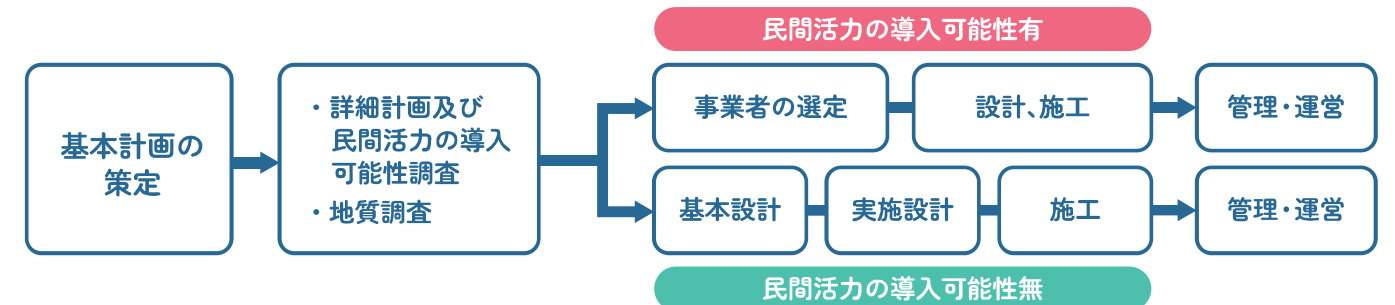 民間活力の導入可能性有
基本計画の
策定
・詳細計画及び
民間活力の導入
可能性調査
・地質調査
事業者の選定
設計、施工
管理・運営
基本設計
実施設計
施工
管理・運営
民間活力の導入可能性無